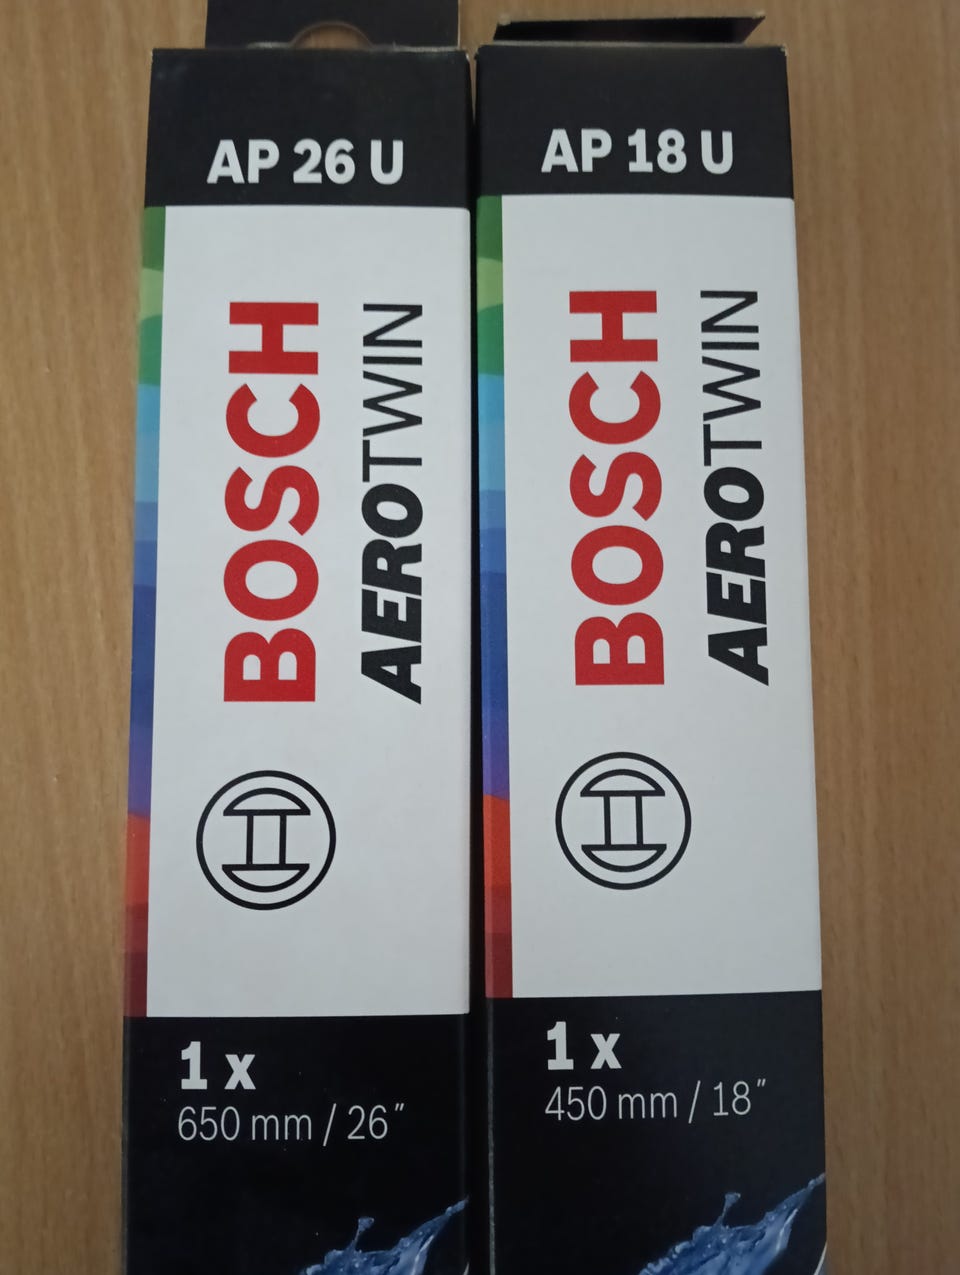 AP 26 U
BOSCH
AEROTWIN
1 x
650 mm / 26"
AP 18 U
BOSCH
AEROTWIN
1 x
450 mm / 18"